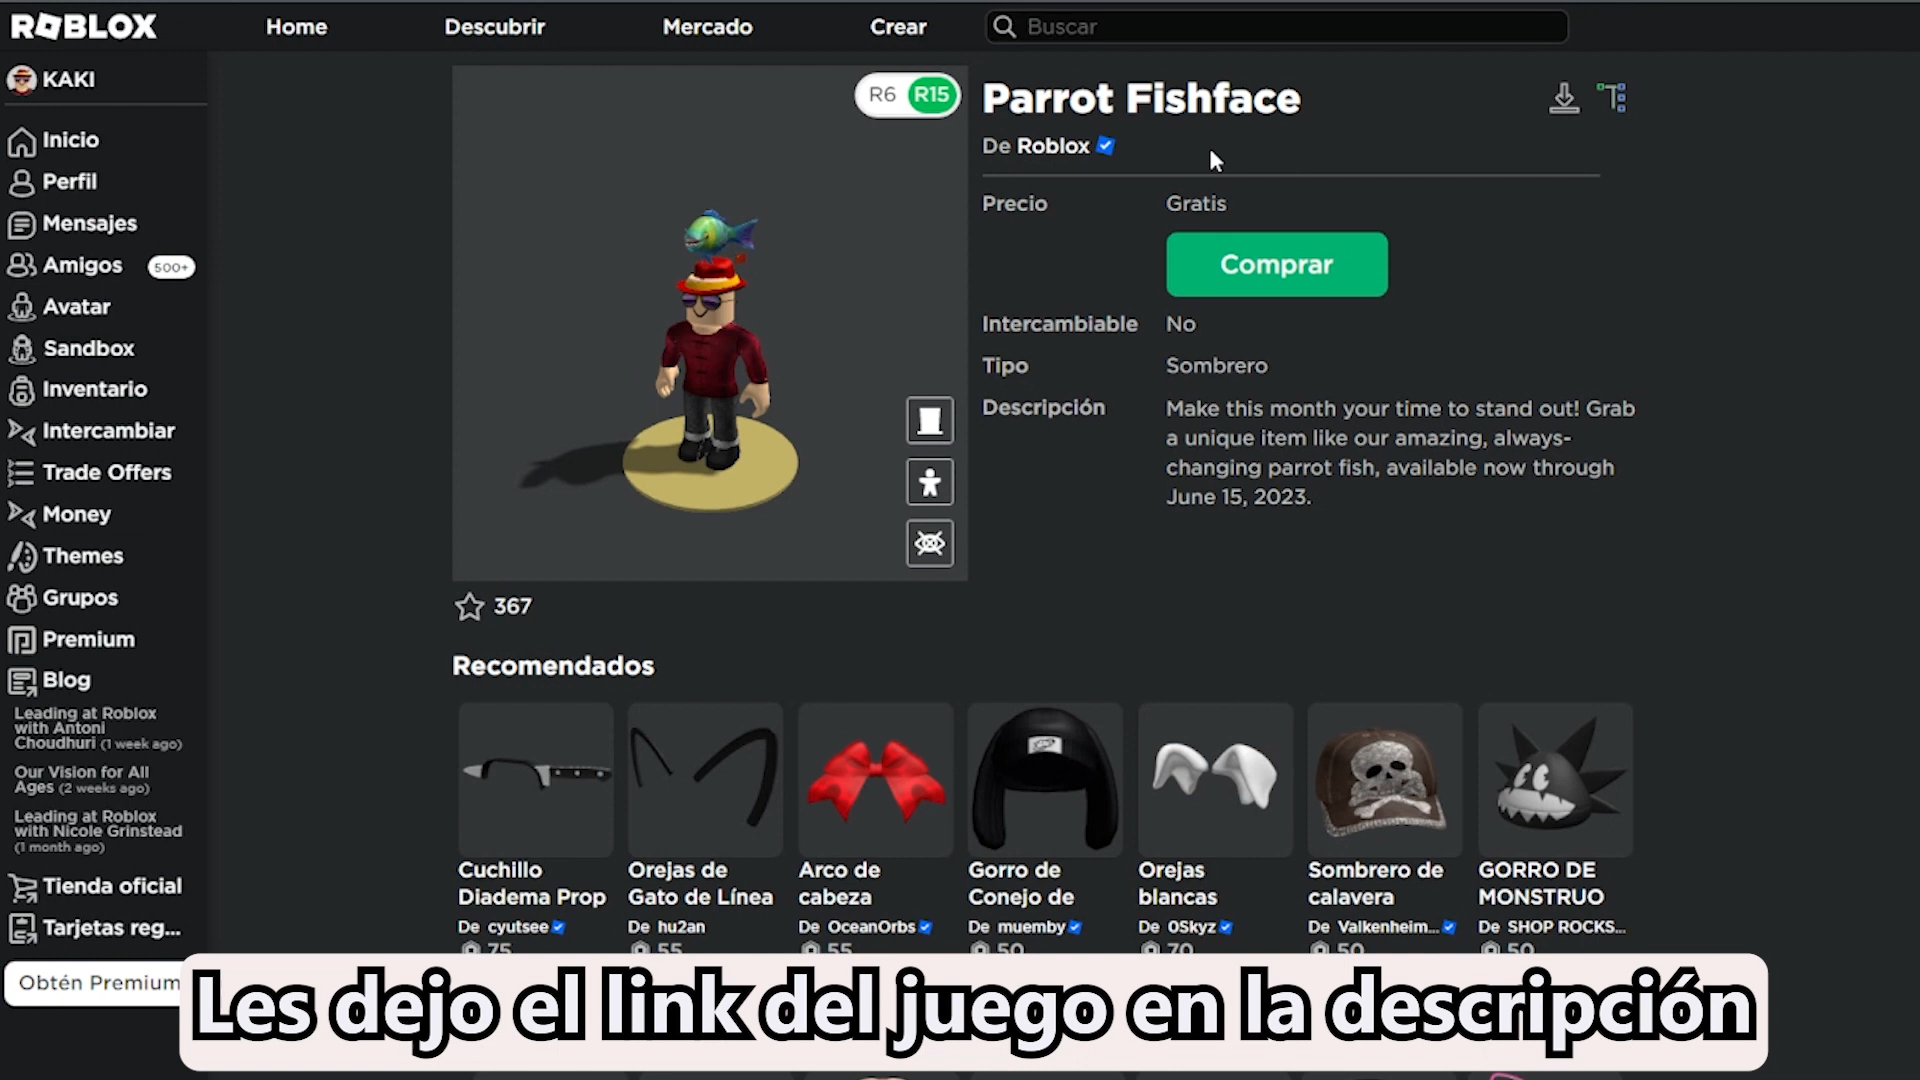 ROBLOX
Home
Descubrir
Mercado
Crear
Buscar
KAKI
Inicio
Perfil
Mensajes
Amigos 500+
Avatar
Sandbox
Inventario
Intercambiar
Trade Offers
Money
Themes
Grupos
Premium
Blog
Leading at Roblox
with Antoni
Choudhuri (1 week ago)
Our Vision for All
Ages (2 weeks ago)
Leading at Roblox
with Nicole Grinstead
(1 month ago)
Tienda oficial
Tarjetas reg...
Obtén Premium
R6 R15
Parrot Fishface
De Roblox
Precio Gratis
Comprar
Intercambiable No
Tipo Sombrero
Descripción
Make this month your time to stand out! Grab
a unique item like our amazing, always-
changing parrot fish, available now through
June 15, 2023.
367
Recomendados
Cuchillo
Diadema Prop
De cyutsee
75
Orejas de
Gato de Línea
De hu2an
55
Arco de
cabeza
De OceanOrbs
55
Gorro de
Conejo de
De muemby
50
Orejas
blancas
De 0Skyz
70
Sombrero de
calavera
De Valkenheim...
50
GORRO DE
MONSTRUO
De SHOP ROCKS...
50
Les dejo el link del juego en la descripción